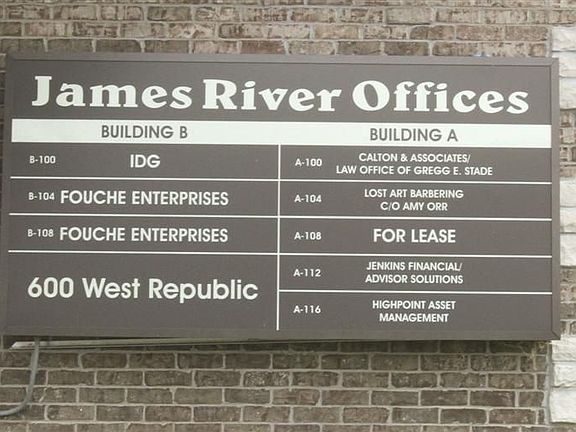 James River Offices
BUILDING B
B-100 IDG
B-104 FOUCHE ENTERPRISES
B-108 FOUCHE ENTERPRISES
600 West Republic
BUILDING A
A-100 CALTON & ASSOCIATES/
LAW OFFICE OF GREGG E. STADE
A-104 LOST ART BARBERING
C/O AMY ORR
A-108 FOR LEASE
A-112 JENKINS FINANCIAL/
ADVISOR SOLUTIONS
A-116 HIGHPOINT ASSET
MANAGEMENT